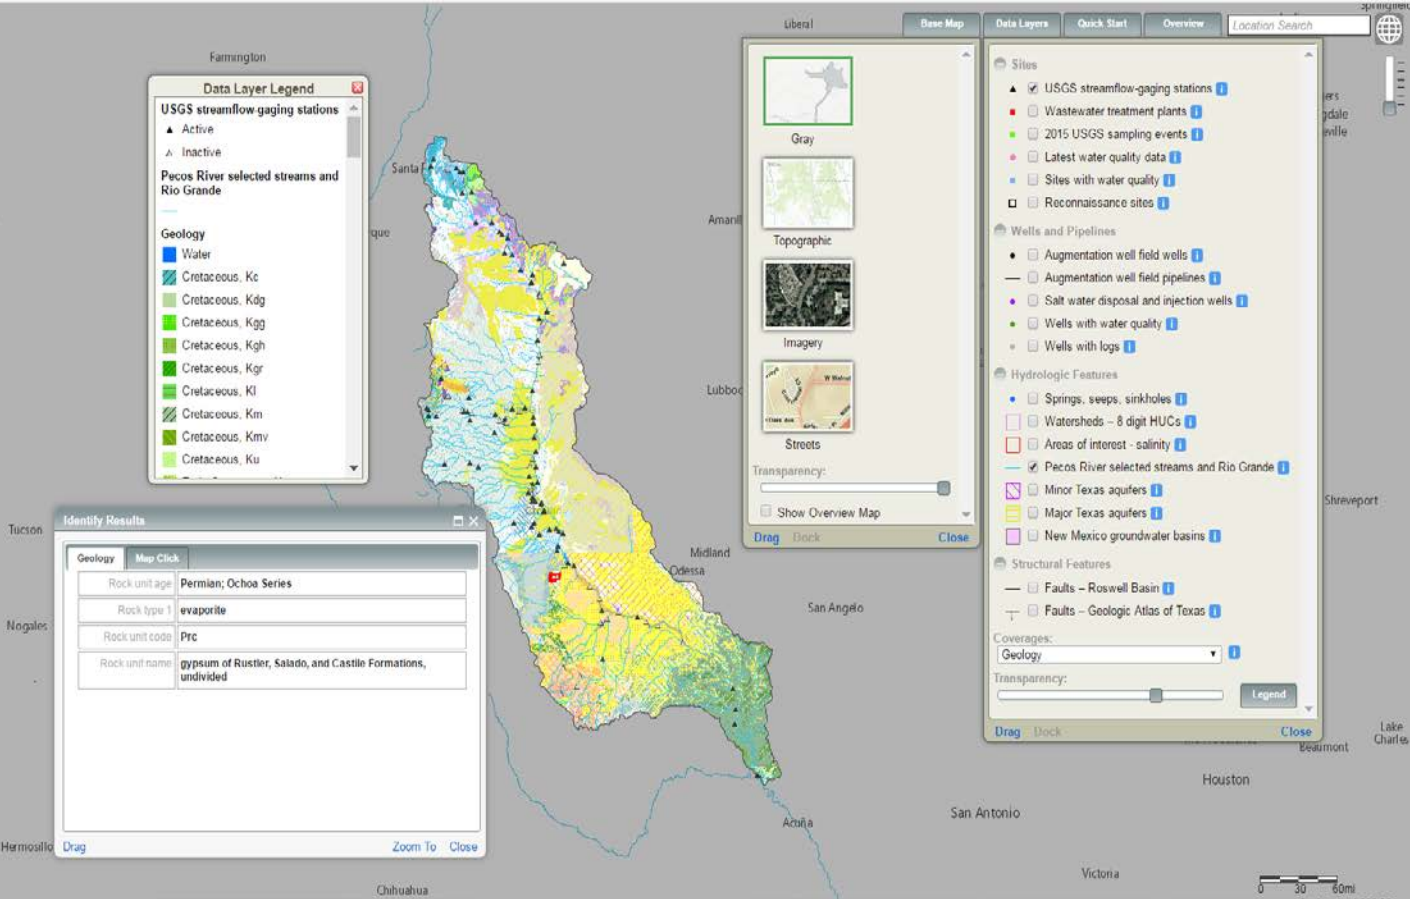 Springfield
Liberal
Base Map
Data Layers
Quick Start
Overview
Location Search
Farmington
Data Layer Legend
USGS streamflow-gaging stations
Active
Inactive
Pecos River selected streams and
Rio Grande
Geology
Water
Cretaceous, Kc
Cretaceous, Kdg
Cretaceous, Kgg
Cretaceous, Kgh
Cretaceous, Kgr
Cretaceous, Kl
Cretaceous, Km
Cretaceous, Kmv
Cretaceous, Ku
Santa
que
Amaril
Lubboc
Gray
Topographic
Imagery
Streets
Transparency:
Show Overview Map
Drag Dock Close
Sites
USGS streamflow-gaging stations i
Wastewater treatment plants i
2015 USGS sampling events i
Latest water quality data i
Sites with water quality i
Reconnaissance sites i
Wells and Pipelines
Augmentation well field wells i
Augmentation well field pipelines i
Salt water disposal and injection wells i
Wells with water quality i
Wells with logs i
Hydrologic Features
Springs, seeps, sinkholes i
Watersheds – 8 digit HUCs i
Areas of interest - salinity i
Pecos River selected streams and Rio Grande i
Minor Texas aquifers i
Major Texas aquifers i
New Mexico groundwater basins i
Structural Features
Faults – Roswell Basin i
Faults – Geologic Atlas of Texas i
Coverages:
Geology i
Transparency:
Legend
Drag Dock Close
ers
gdale
eville
Shreveport
Tucson
Identify Results
Geology Map Click
Rock unit age Permian; Ochoa Series
Rock type 1 evaporite
Rock unit code Prc
Rock unit name gypsum of Rustler, Salado, and Castile Formations,
undivided
Drag Zoom To Close
Midland
Odessa
San Angelo
Nogales
Lake
Charles
Beaumont
Houston
San Antonio
Acuña
Hermosillo
Victoria
Chihuahua
0 30 60mi